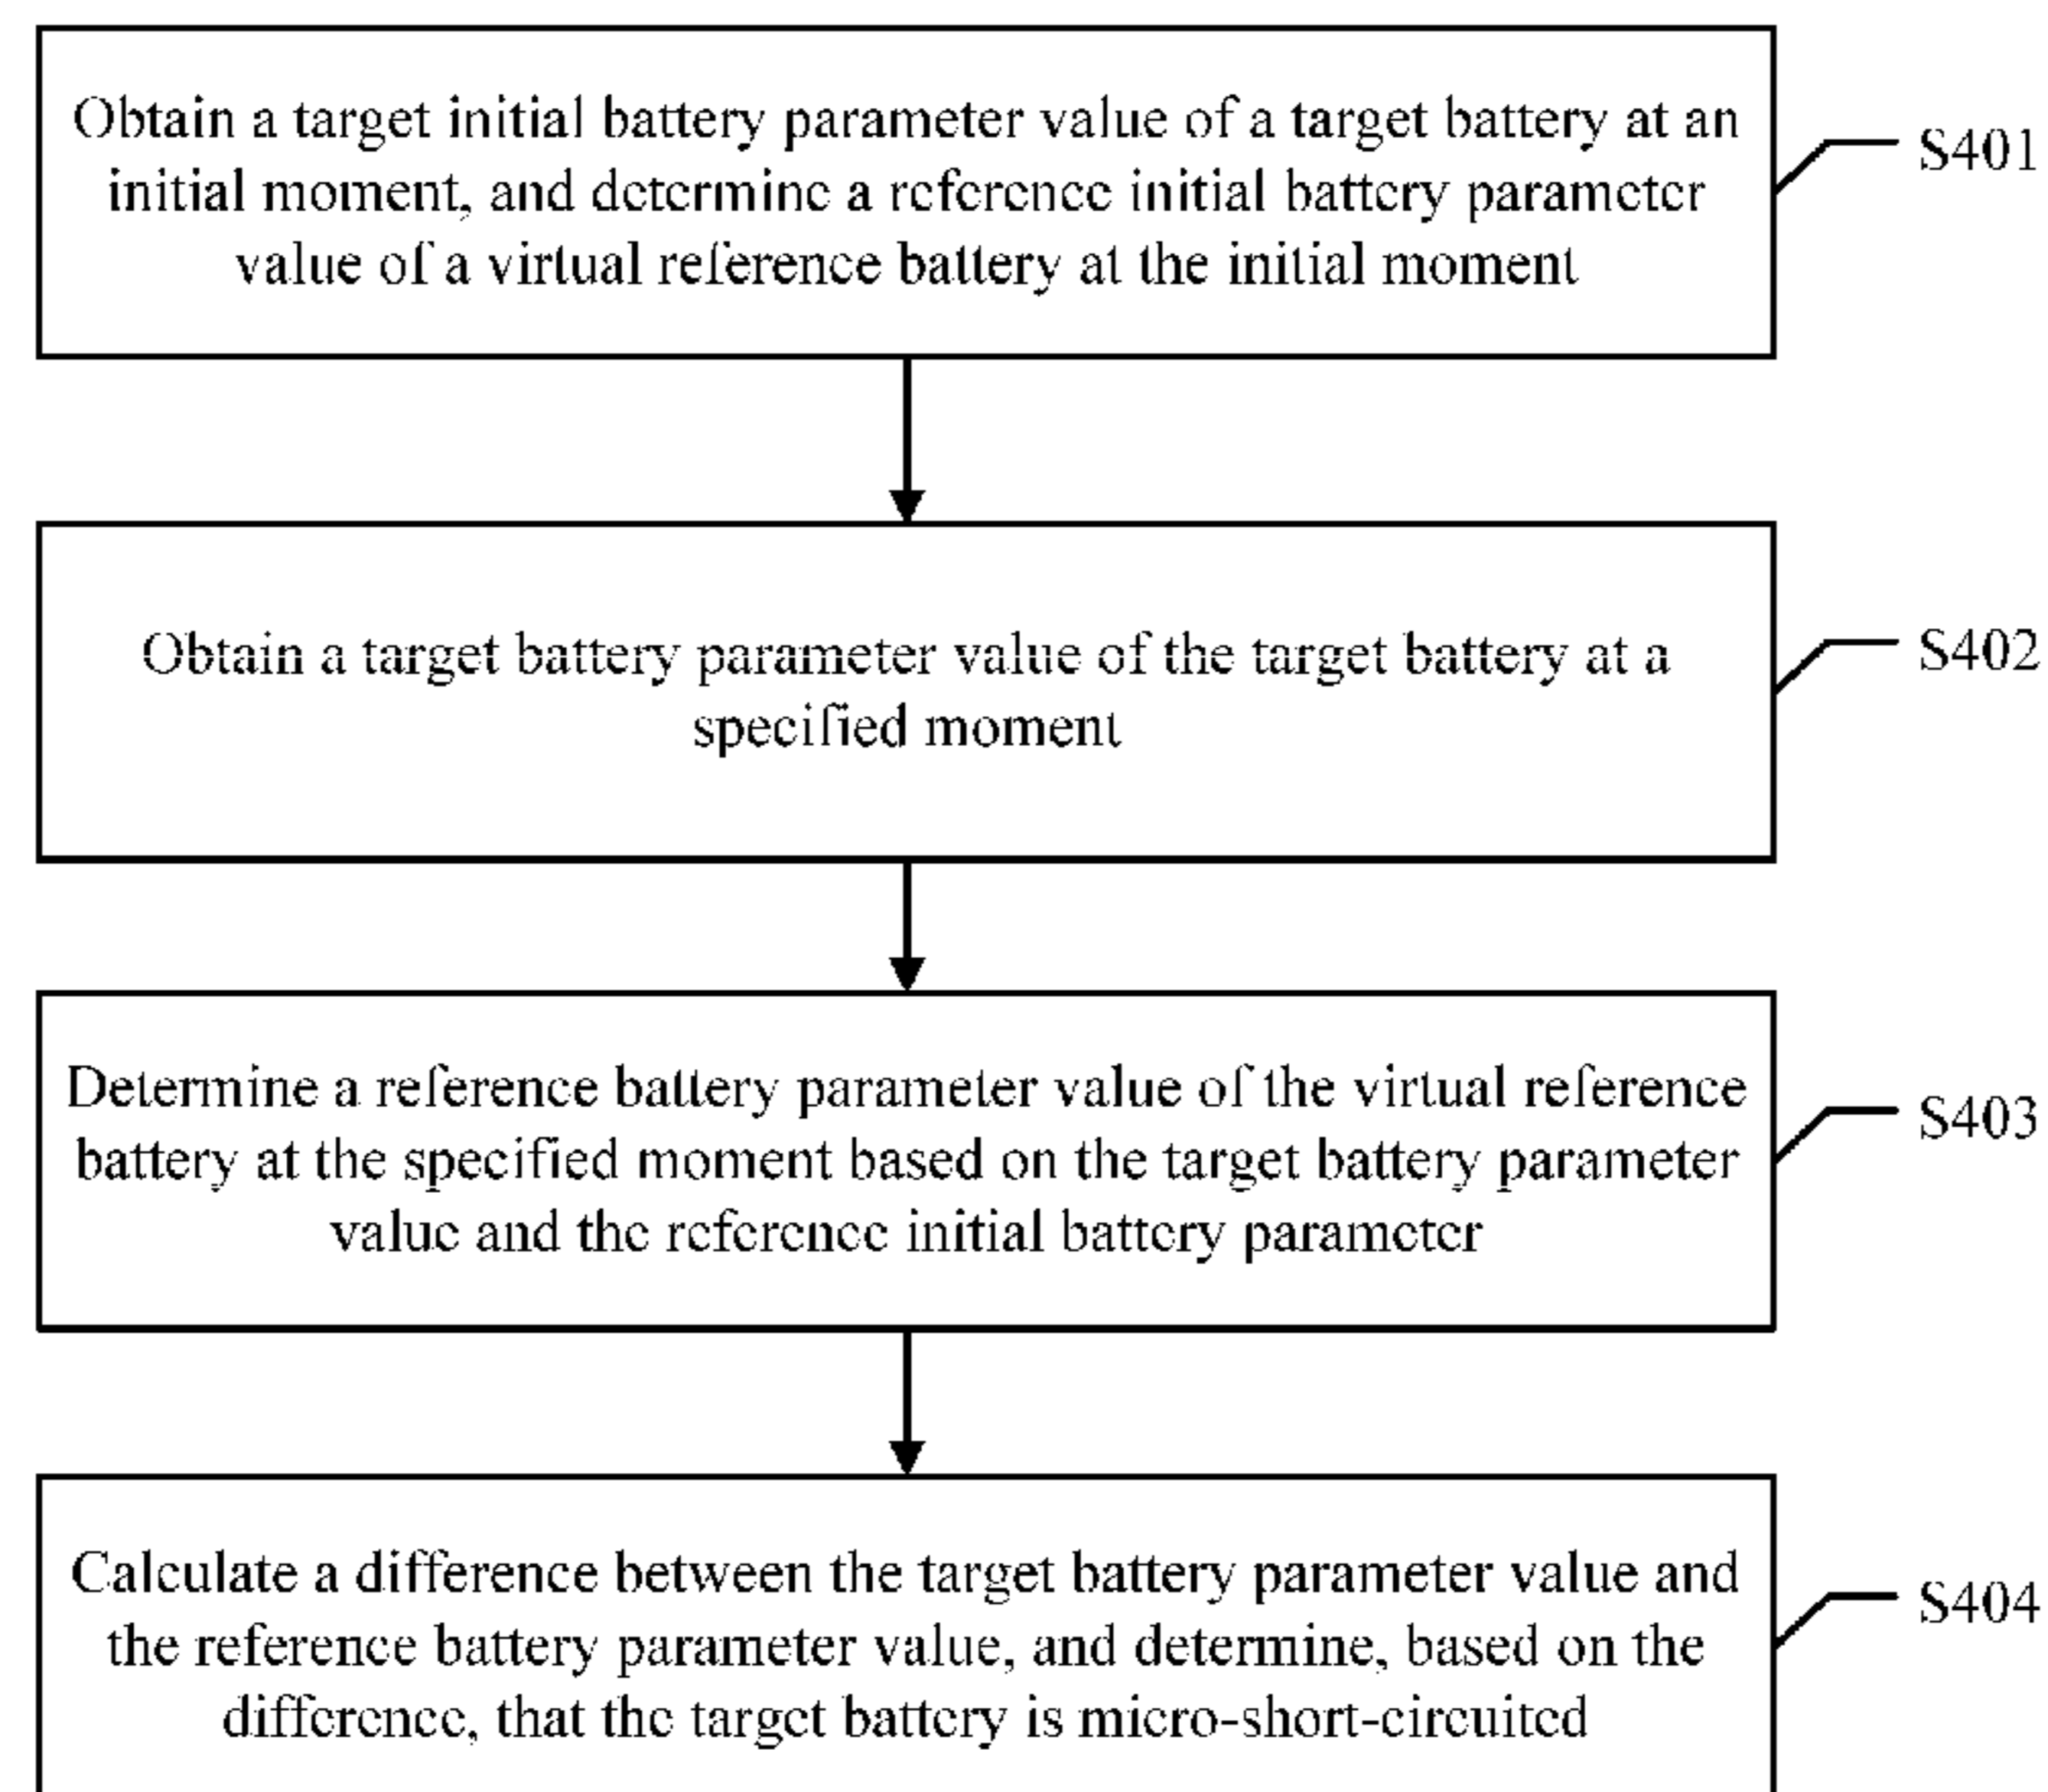 Obtain a target initial battery parameter value of a target battery at an
initial moment, and determine a reference initial battery parameter
value of a virtual reference battery at the initial moment
S401
Obtain a target battery parameter value of the target battery at a
specified moment
S402
Determine a reference battery parameter value of the virtual reference
battery at the specified moment based on the target battery parameter
value and the reference initial battery parameter
S403
Calculate a difference between the target battery parameter value and
the reference battery parameter value, and determine, based on the
difference, that the target battery is micro-short-circuited
S404